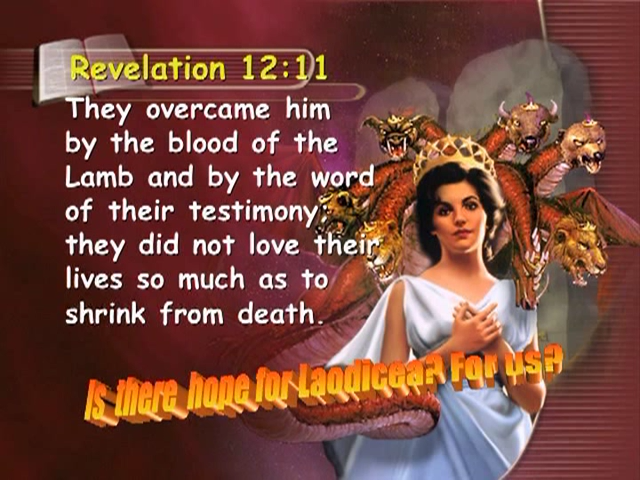 Revelation 12:11
They overcame him
by the blood of the
Lamb and by the word
of their testimony;
they did not love their
lives so much as to
shrink from death.
Is there hope for Laodicea? For us?